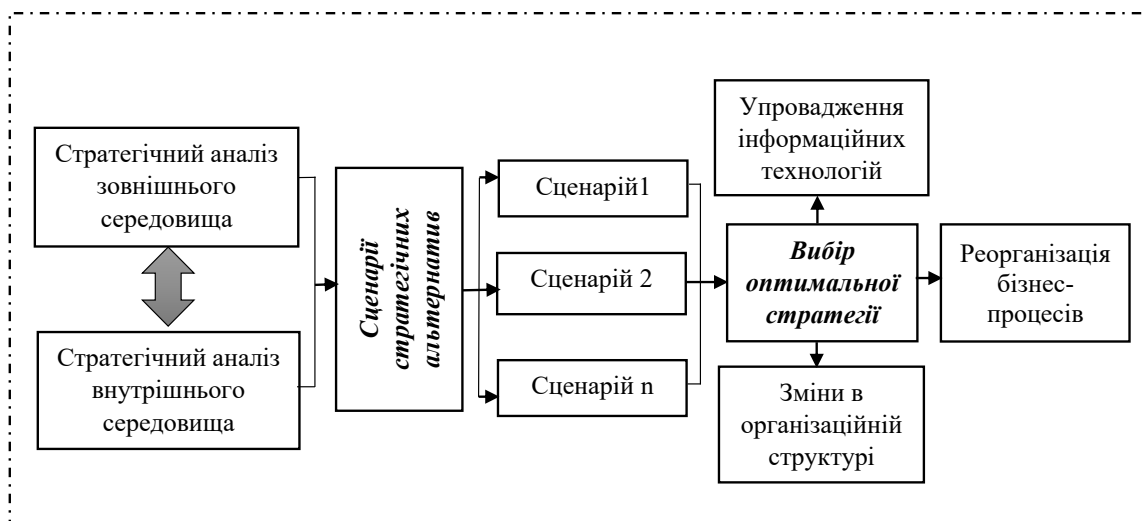 Стратегічний аналіз
зовнішнього
середовища
Стратегічний аналіз
внутрішнього
середовища
Сценарії
стратегічних
альтернатив
Сценарій1
Сценарій 2
Сценарій n
Упровадження
інформаційних
технологій
Вибір
оптимальної
стратегії
Реорганізація
бізнес-
процесів
Зміни в
організаційній
структурі